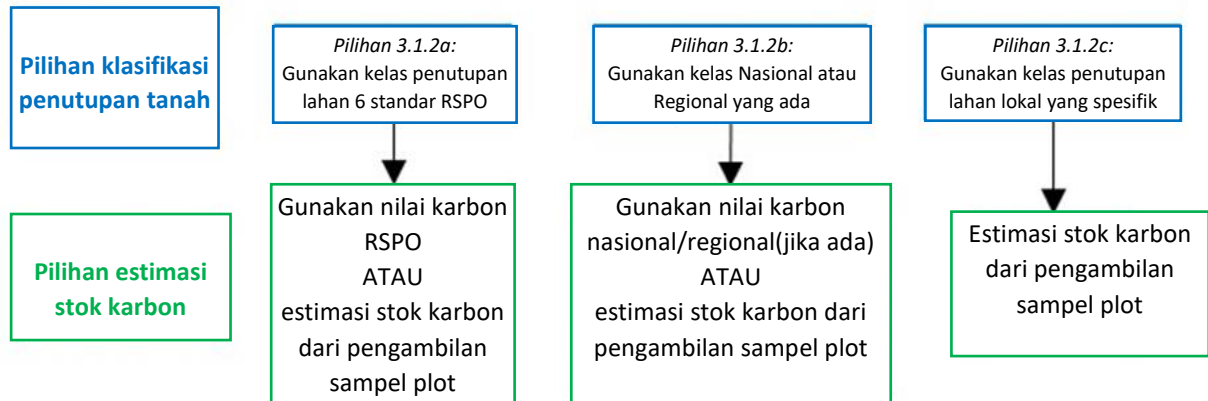 Pilihan klasifikasi
penutupan tanah
Pilihan 3.1.2a:
Gunakan kelas penutupan
lahan 6 standar RSPO
Pilihan 3.1.2b:
Gunakan kelas Nasional atau
Regional yang ada
Pilihan 3.1.2c:
Gunakan kelas penutupan
lahan lokal yang spesifik
Pilihan estimasi
stok karbon
Gunakan nilai karbon
RSPO
ATAU
estimasi stok karbon
dari pengambilan
sampel plot
Gunakan nilai karbon
nasional/regional(jika ada)
ATAU
estimasi stok karbon dari
pengambilan sampel plot
Estimasi stok karbon
dari pengambilan
sampel plot